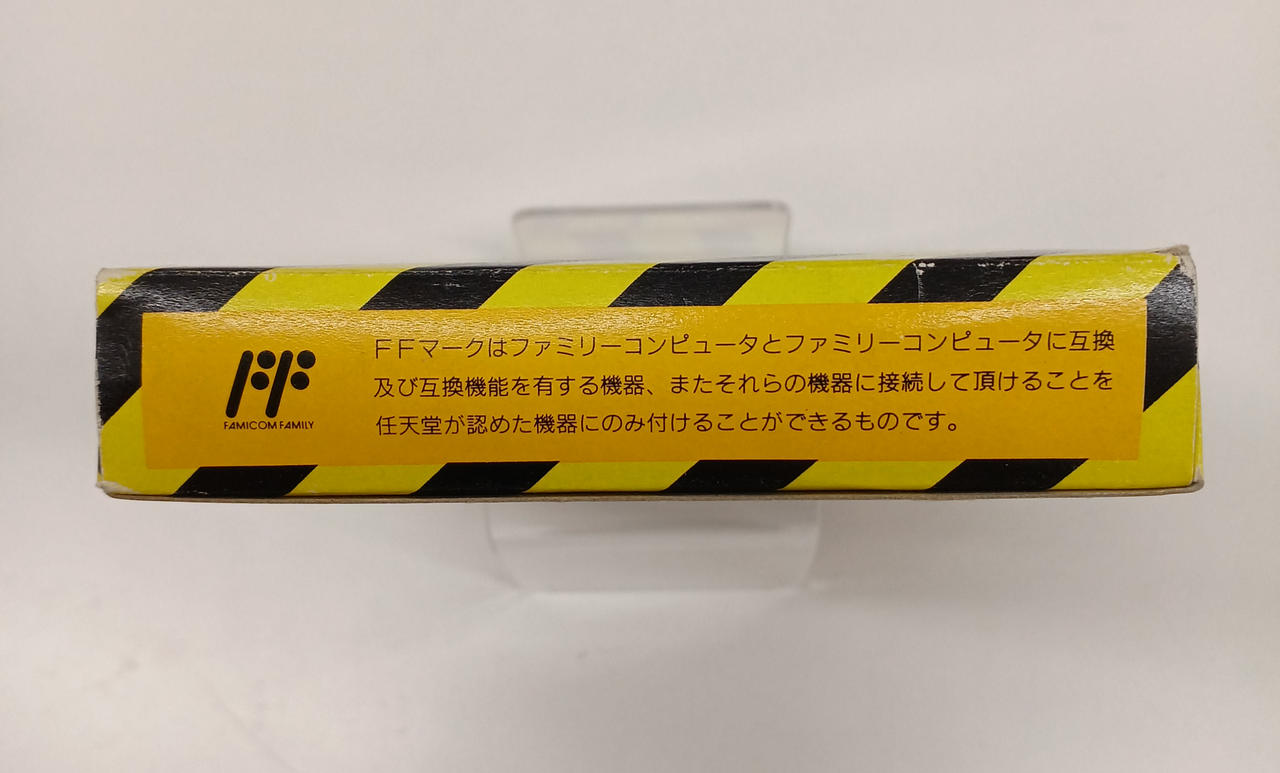 FAMICOM FAMILY
FFマークはファミリーコンピュータとファミリーコンピュータに互換
及び互換機能を有する機器、またそれらの機器に接続して頂けることを
任天堂が認めた機器にのみ付けることができるものです。